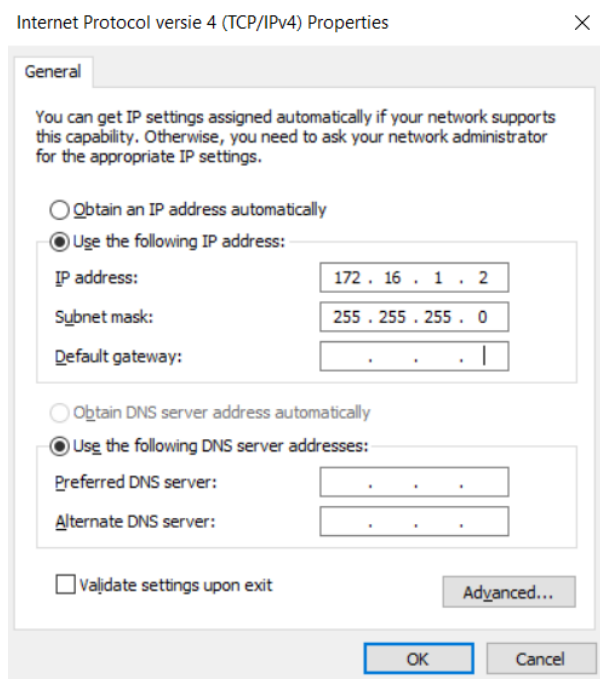 Internet Protocol versie 4 (TCP/IPv4) Properties
General
You can get IP settings assigned automatically if your network supports
this capability. Otherwise, you need to ask your network administrator
for the appropriate IP settings.
Obtain an IP address automatically
Use the following IP address:
IP address: 172 . 16 . 1 . 2
Subnet mask: 255 . 255 . 255 . 0
Default gateway: . . .
Obtain DNS server address automatically
Use the following DNS server addresses:
Preferred DNS server: . . .
Alternate DNS server: . . .
Validate settings upon exit
Advanced...
OK Cancel